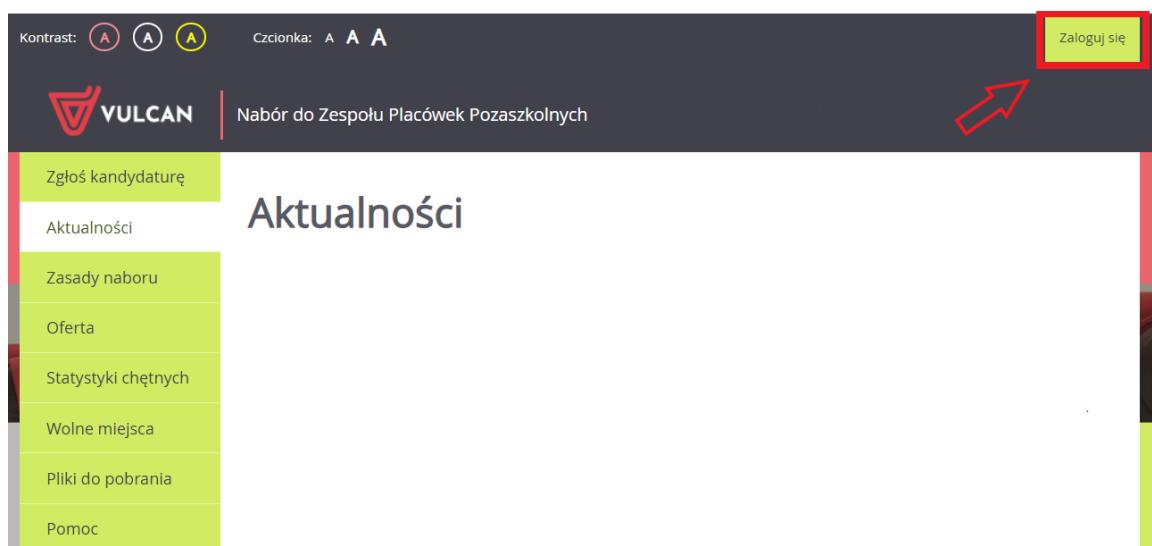 Kontrast: A A A Czcionka: A A A Zaloguj się
VULCAN Nabór do Zespołu Placówek Pozaszkolnych
Zgłoś kandydaturę
Aktualności
Aktualności
Zasady naboru
Oferta
Statystyki chętnych
Wolne miejsca
Pliki do pobrania
Pomoc